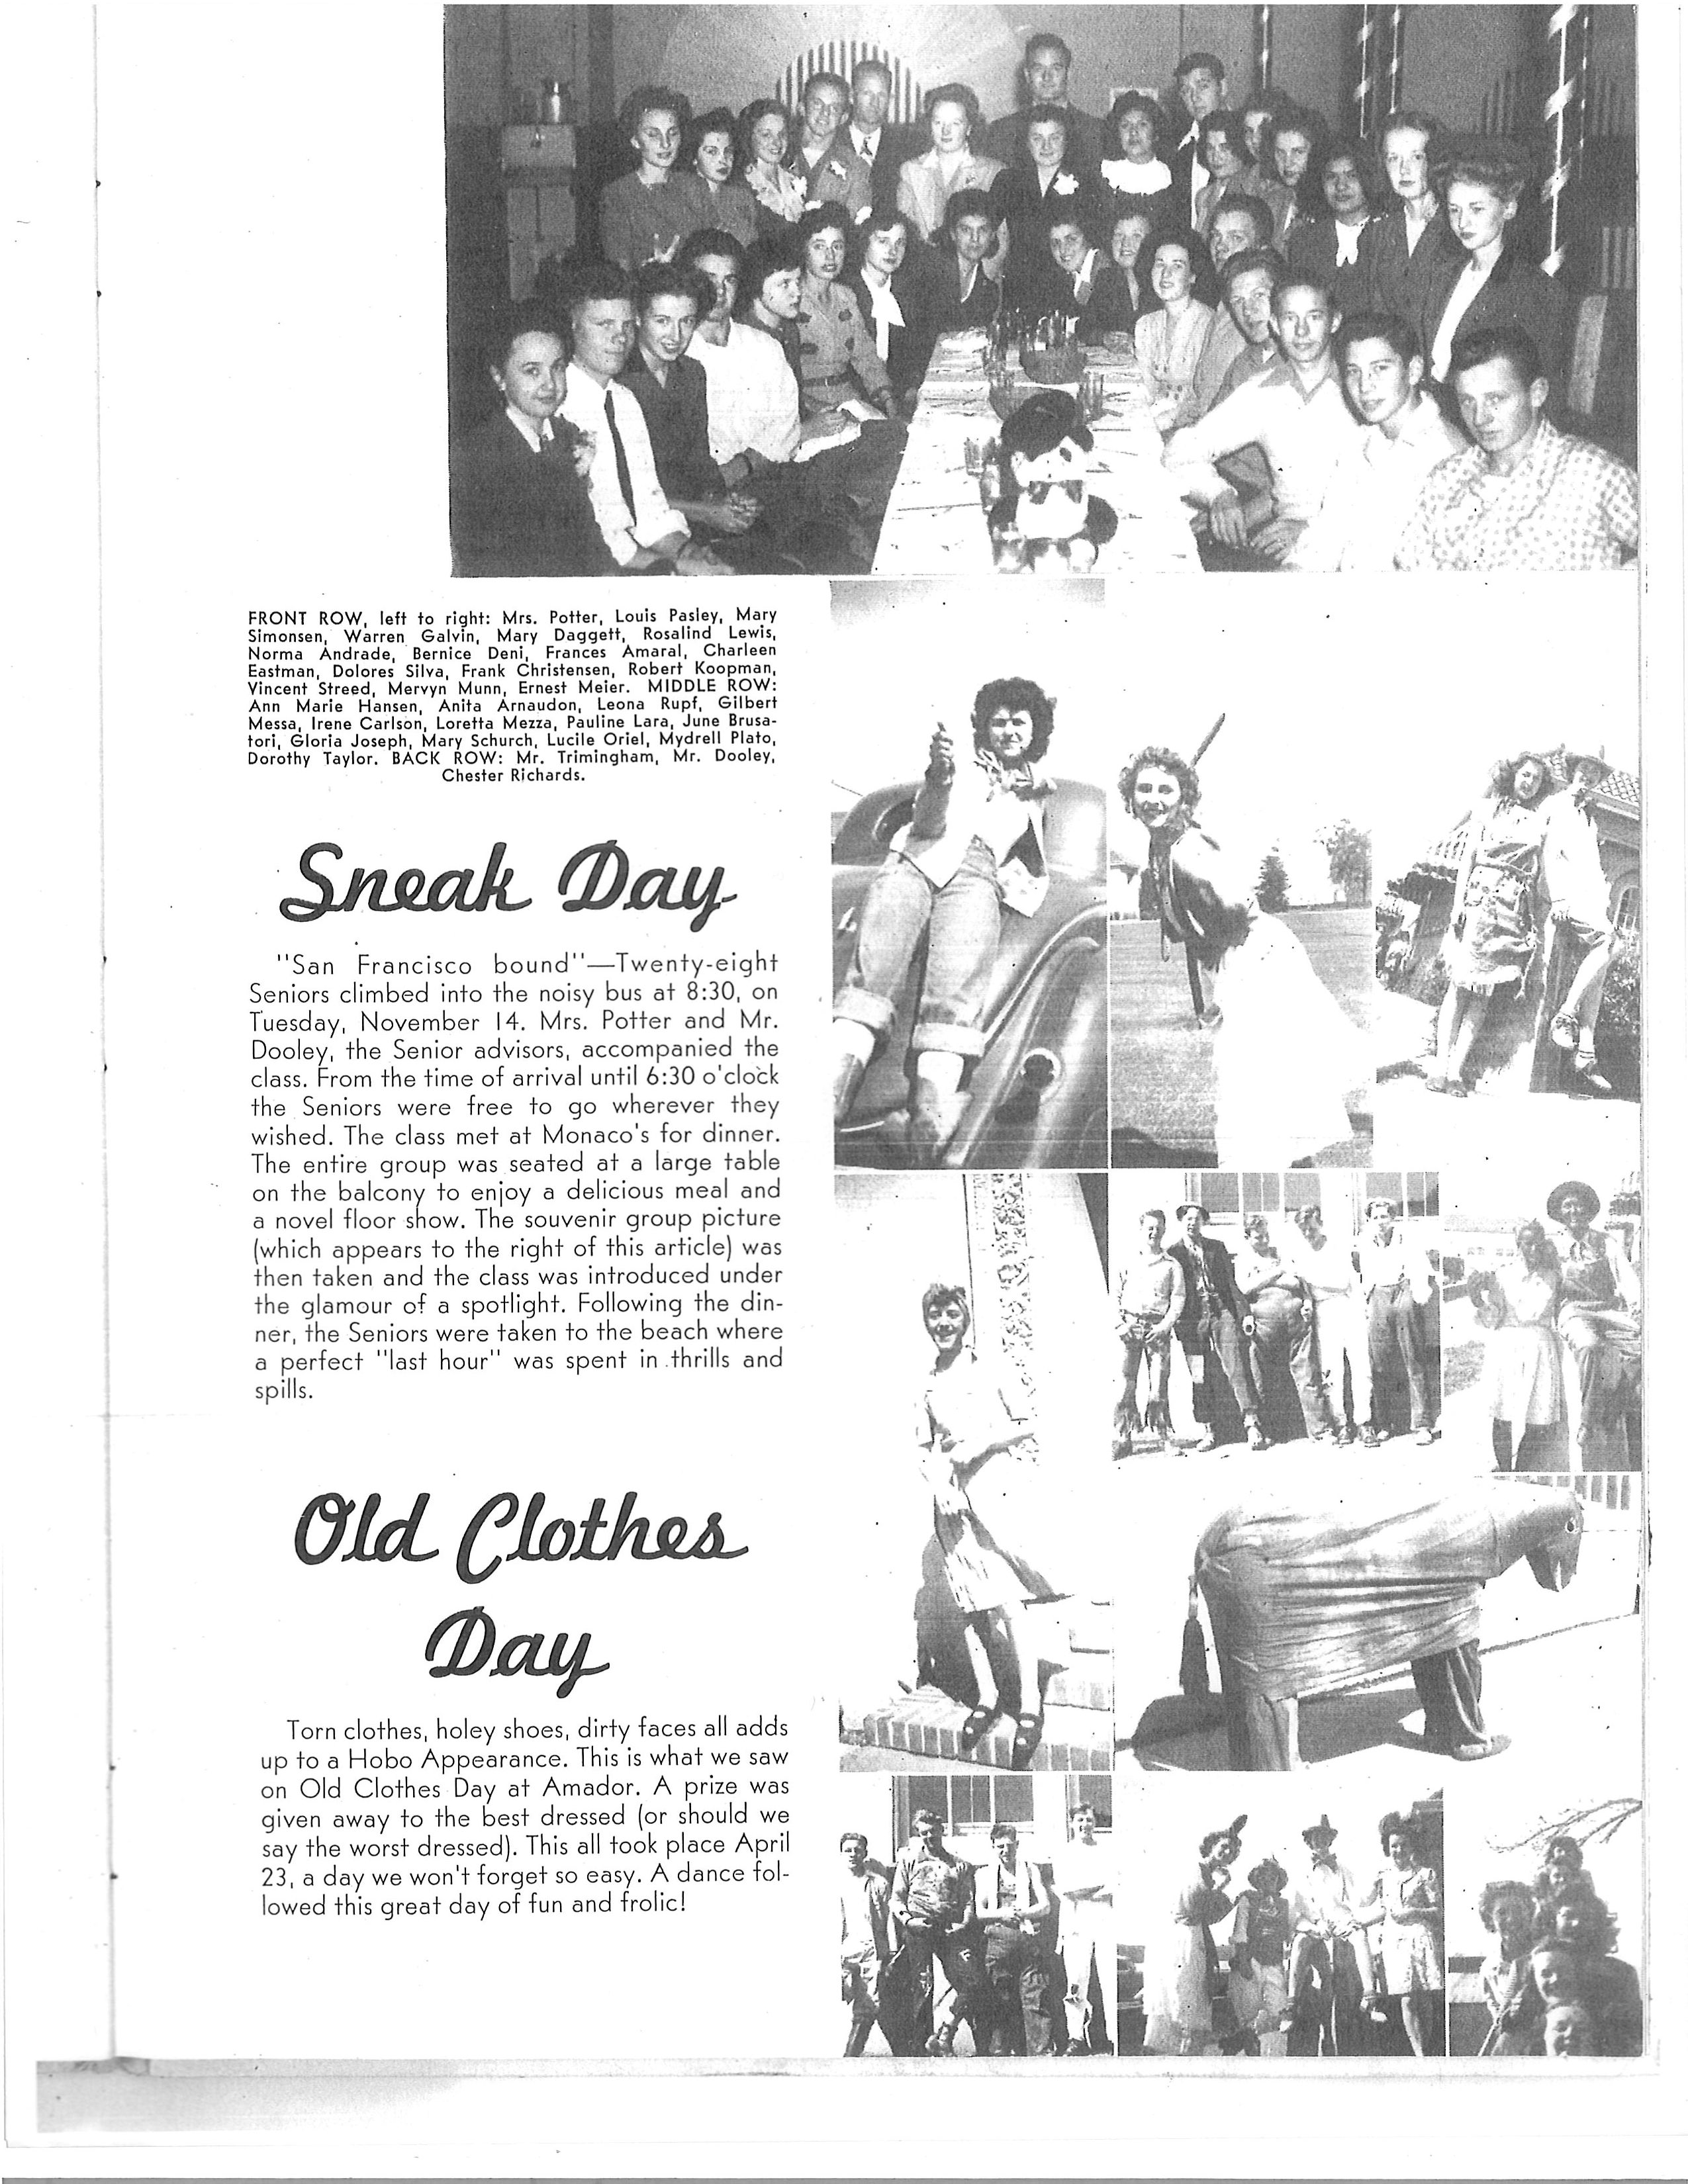 FRONT ROW, left to right: Mrs. Potter, Louis Pasley, Mary
Simonsen, Warren Galvin, Mary Daggett, Rosalind Lewis,
Norma Andrade, Bernice Deni, Frances Amaral, Charleen
Eastman, Dolores Silva, Frank Christensen, Robert Koopman,
Vincent Streed, Mervyn Munn, Ernest Meier. MIDDLE ROW:
Ann Marie Hansen, Anita Arnaudon, Leona Rupf, Gilbert
Messa, Irene Carlson, Loretta Mezza, Pauline Lara, June Brusa-
tori, Gloria Joseph, Mary Schurch, Lucile Oriel, Mydrell Plato,
Dorothy Taylor. BACK ROW: Mr. Trimingham, Mr. Dooley,
Chester Richards.
Sneak Day
"San Francisco bound"—Twenty-eight
Seniors climbed into the noisy bus at 8:30, on
Tuesday, November 14. Mrs. Potter and Mr.
Dooley, the Senior advisors, accompanied the
class. From the time of arrival until 6:30 o'clock
the Seniors were free to go wherever they
wished. The class met at Monaco's for dinner.
The entire group was seated at a large table
on the balcony to enjoy a delicious meal and
a novel floor show. The souvenir group picture
(which appears to the right of this article) was
then taken and the class was introduced under
the glamour of a spotlight. Following the din-
ner, the Seniors were taken to the beach where
a perfect "last hour" was spent in thrills and
spills.
Old Clothes
Day
Torn clothes, holey shoes, dirty faces all adds
up to a Hobo Appearance. This is what we saw
on Old Clothes Day at Amador. A prize was
given away to the best dressed (or should we
say the worst dressed). This all took place April
23, a day we won't forget so easy. A dance fol-
lowed this great day of fun and frolic!